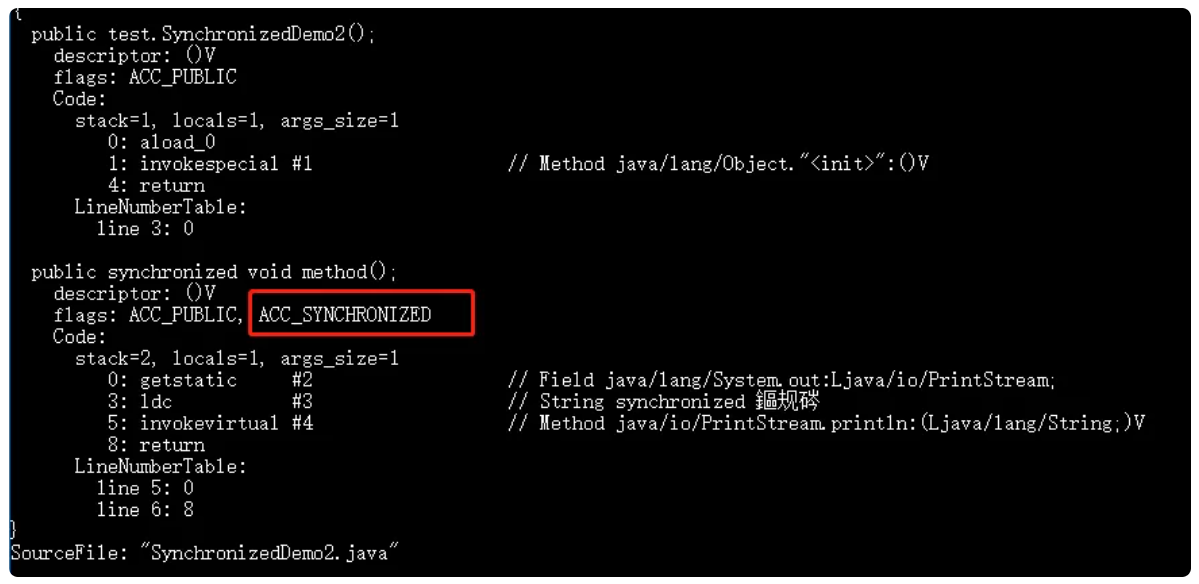 {
public test.SynchronizedDemo2();
descriptor: ()V
flags: ACC_PUBLIC
Code:
stack=1, locals=1, args_size=1
0: aload_0
1: invokespecial #1 // Method java/lang/Object."<init>":()V
4: return
LineNumberTable:
line 3: 0
public synchronized void method();
descriptor: ()V
flags: ACC_PUBLIC, ACC_SYNCHRONIZED
Code:
stack=2, locals=1, args_size=1
0: getstatic #2 // Field java/lang/System.out:Ljava/io/PrintStream;
3: ldc #3 // String synchronized 鏂规硶
5: invokevirtual #4 // Method java/io/PrintStream.println:(Ljava/lang/String;)V
8: return
LineNumberTable:
line 5: 0
line 6: 8
}
SourceFile: "SynchronizedDemo2.java"